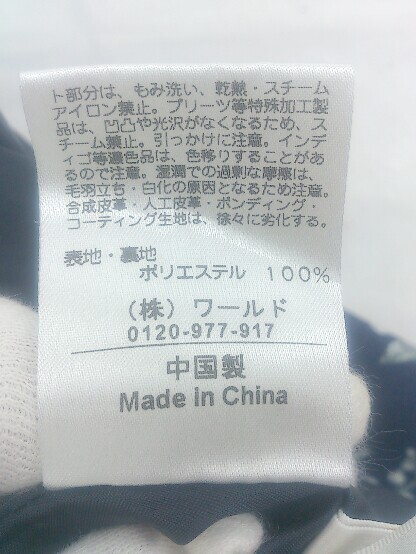 ト部分は、もみ洗い、乾熱・スチーム
アイロン禁止。プリーツ等特殊加工製
品は、凹凸や光沢がなくなるため、ス
チーム禁止。引っかけに注意。インデ
ィゴ等濃色品は、色移りすることがあ
るので注意。湿潤での過剰な摩擦は、
毛羽立ち・白化の原因となるため注意。
合成皮革・人工皮革・ボンディング・
コーティング生地は、徐々に劣化する。
表地・裏地
ポリエステル 100%
(株)ワールド
0120-977-917
中国製
Made in China